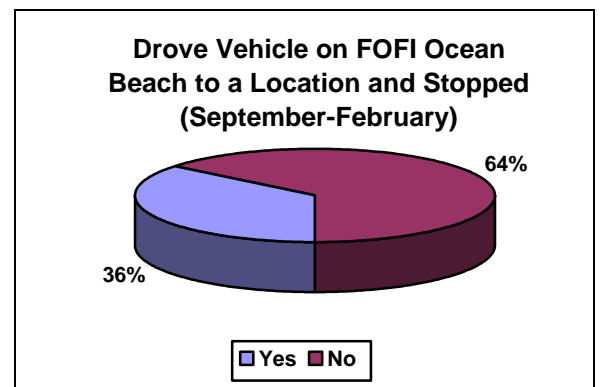 Drove Vehicle on FOFI Ocean
Beach to a Location and Stopped
(September-February)
64%
36%
Yes No